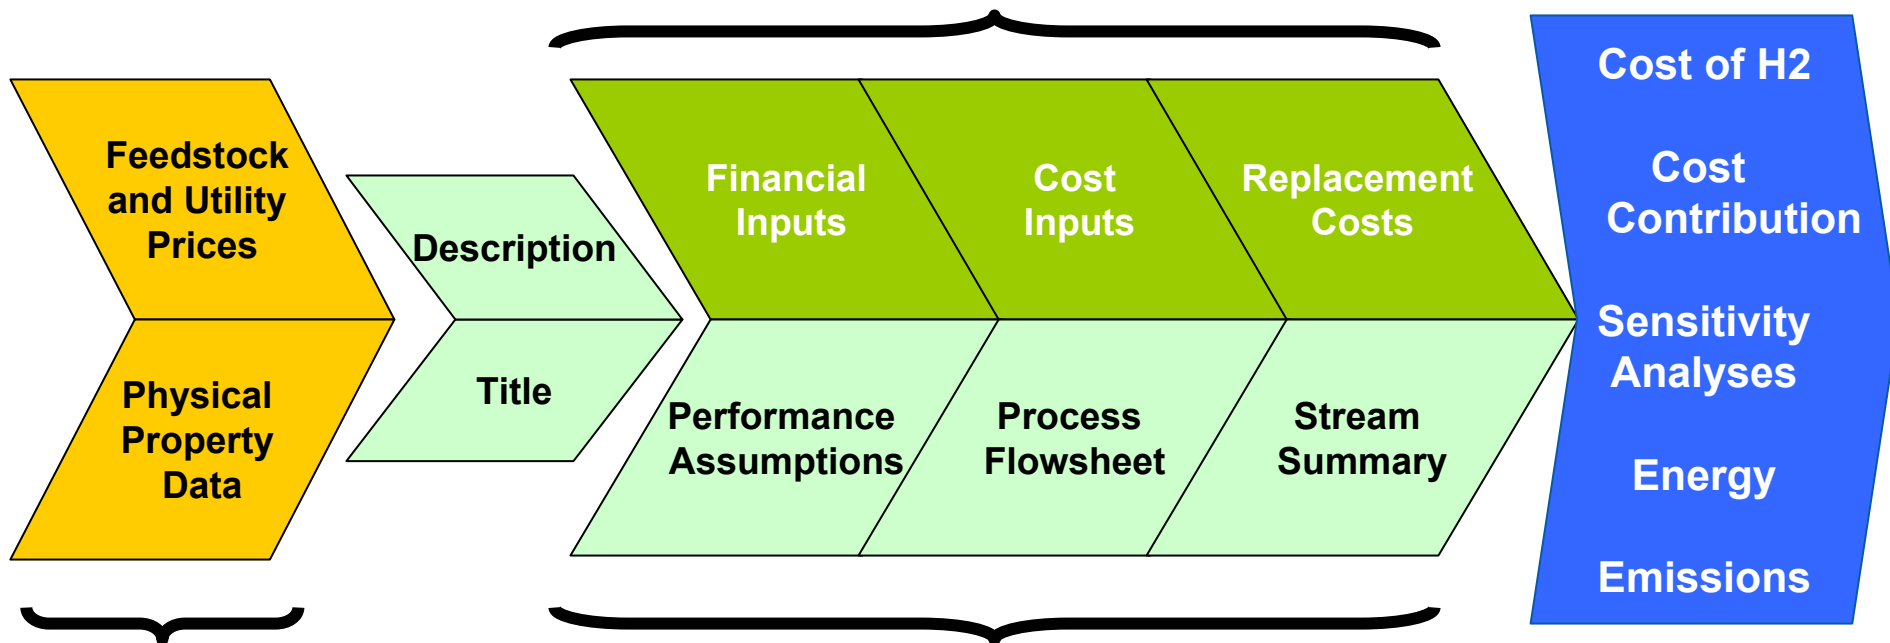 Feedstock
and Utility
Prices
Physical
Property
Data
Description
Title
Financial
Inputs
Cost
Inputs
Replacement
Costs
Performance
Assumptions
Process
Flowsheet
Stream
Summary
Cost of H2
Cost
Contribution
Sensitivity
Analyses
Energy
Emissions